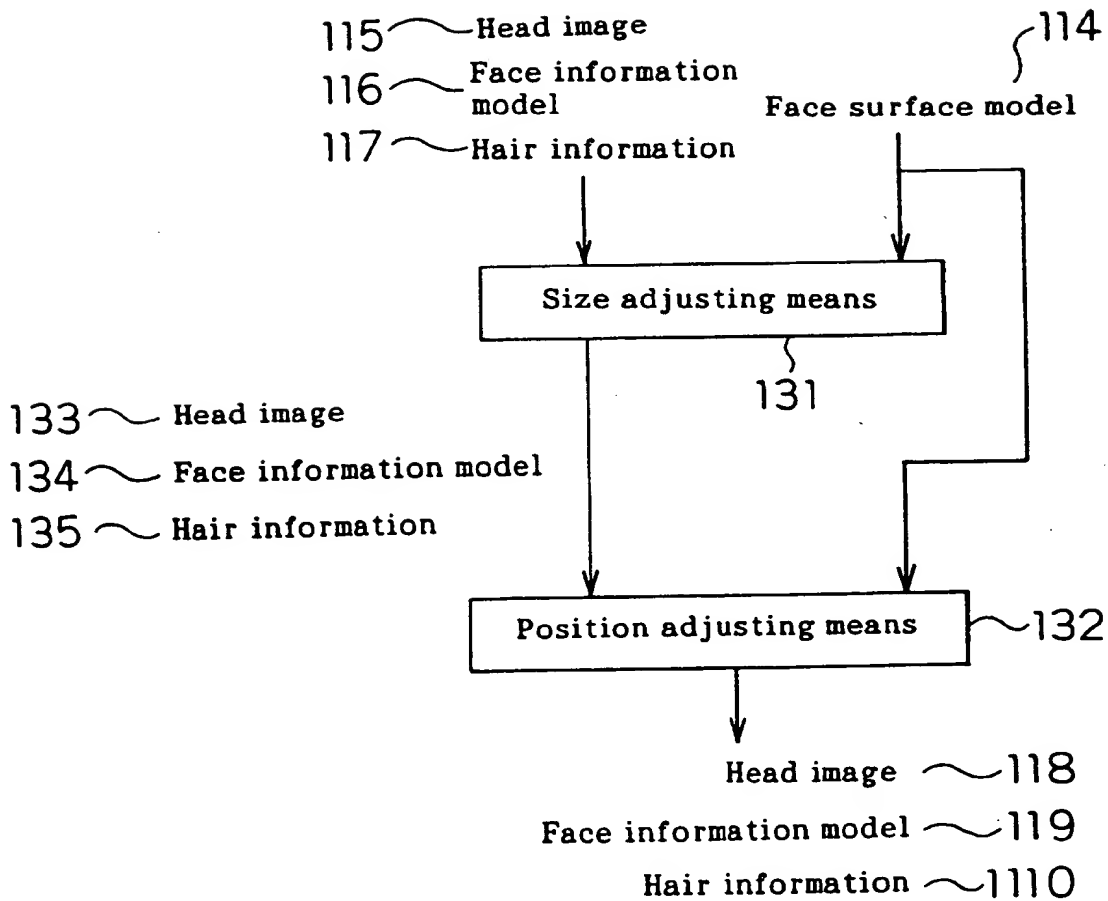 115 Head image
114
116 Face information
model
Face surface model
117 Hair information
Size adjusting means
131
133 Head image
134 Face information model
135 Hair information
Position adjusting means 132
Head image 118
Face information model 119
Hair information 1110